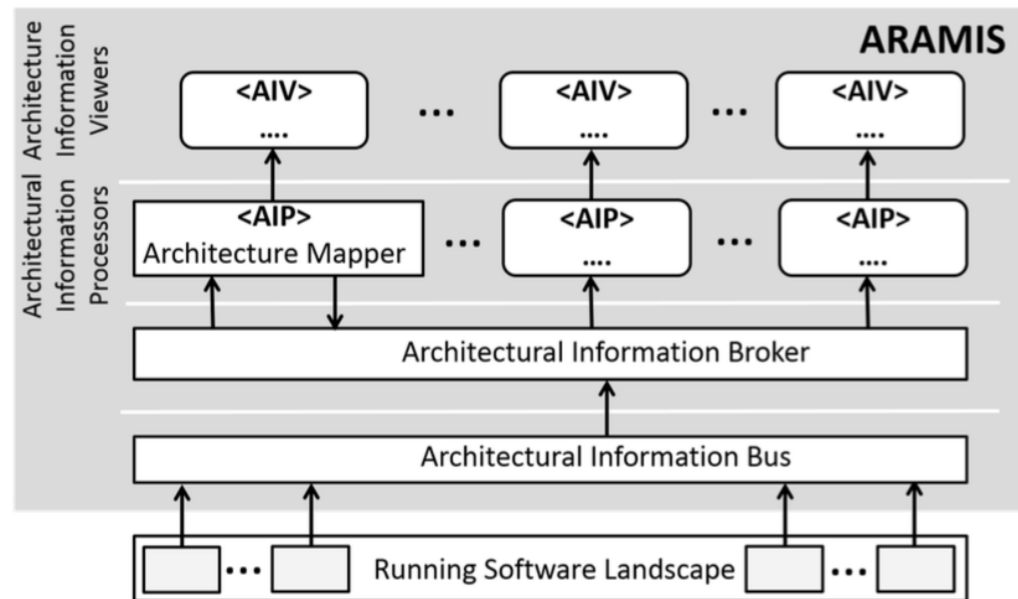 ARAMIS
Architecture
Information
Viewers
<AIV>
....
...
<AIV>
....
...
<AIV>
....
Architectural
Information
Processors
<AIP>
Architecture Mapper
...
<AIP>
....
...
<AIP>
....
Architectural Information Broker
Architectural Information Bus
...
Running Software Landscape
...